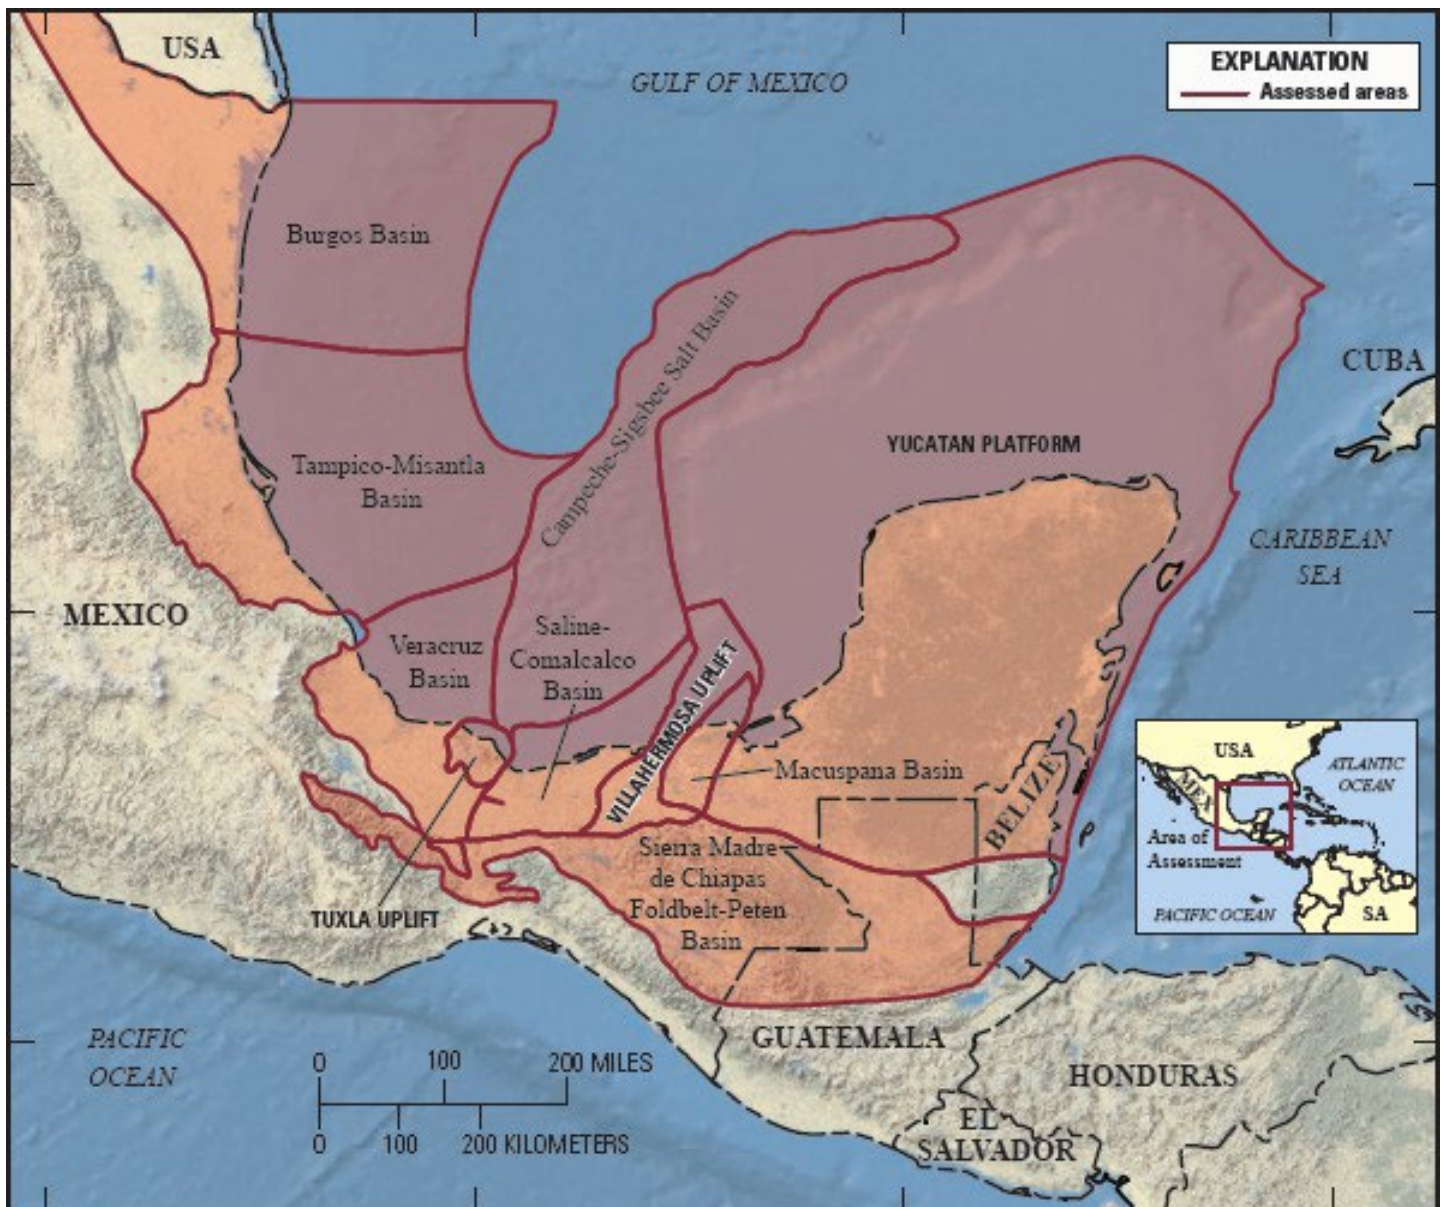 USA
GULF OF MEXICO
EXPLANATION
Assessed areas
Burgos Basin
Campeche-Sigsbee Salt Basin
CUBA
YUCATAN PLATFORM
Tampico-Misantla
Basin
CARIBBEAN
SEA
MEXICO
Veracruz
Basin
Saline-
Comalcalco
Basin
VILLAHERMOSA UPLIFT
Macuspana Basin
BELIZE
Sierra Madre
de Chiapas
Foldbelt-Peten
Basin
TUXLA UPLIFT
USA
ATLANTIC
OCEAN
MEX
Area of
Assessment
PACIFIC OCEAN
SA
PACIFIC
OCEAN
GUATEMALA
HONDURAS
EL
SALVADOR
0 100 200 MILES
0 100 200 KILOMETERS